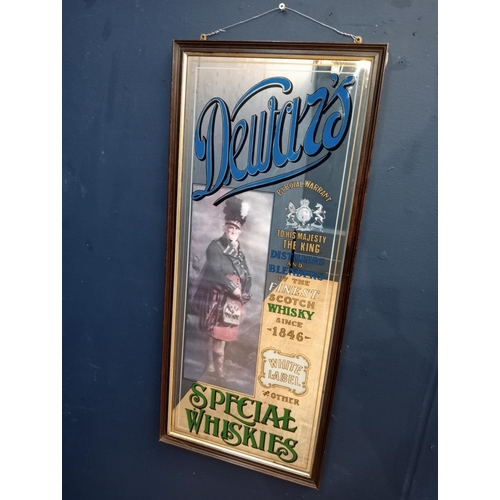 Dewar's
BY ROYAL WARRANT
TO HIS MAJESTY
THE KING
DISTILLERS
AND
BLENDERS
OF THE
FINEST
SCOTCH
WHISKY
SINCE
-1846-
WHITE
LABEL
& OTHER
SPECIAL
WHISKIES